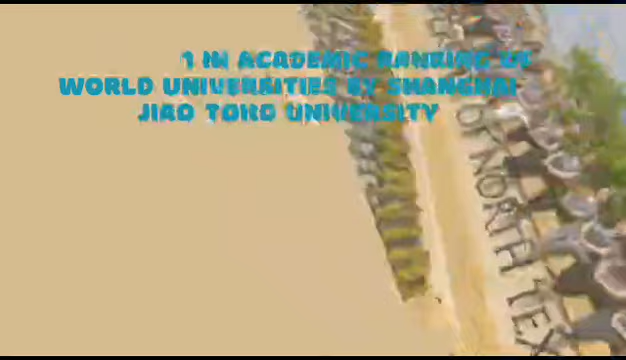 1 IN ACADEMIC RANKING
WORLD UNIVERSITIES BY SHANGHAI
JIAO TONG UNIVERSITY
OF NORTH TEX